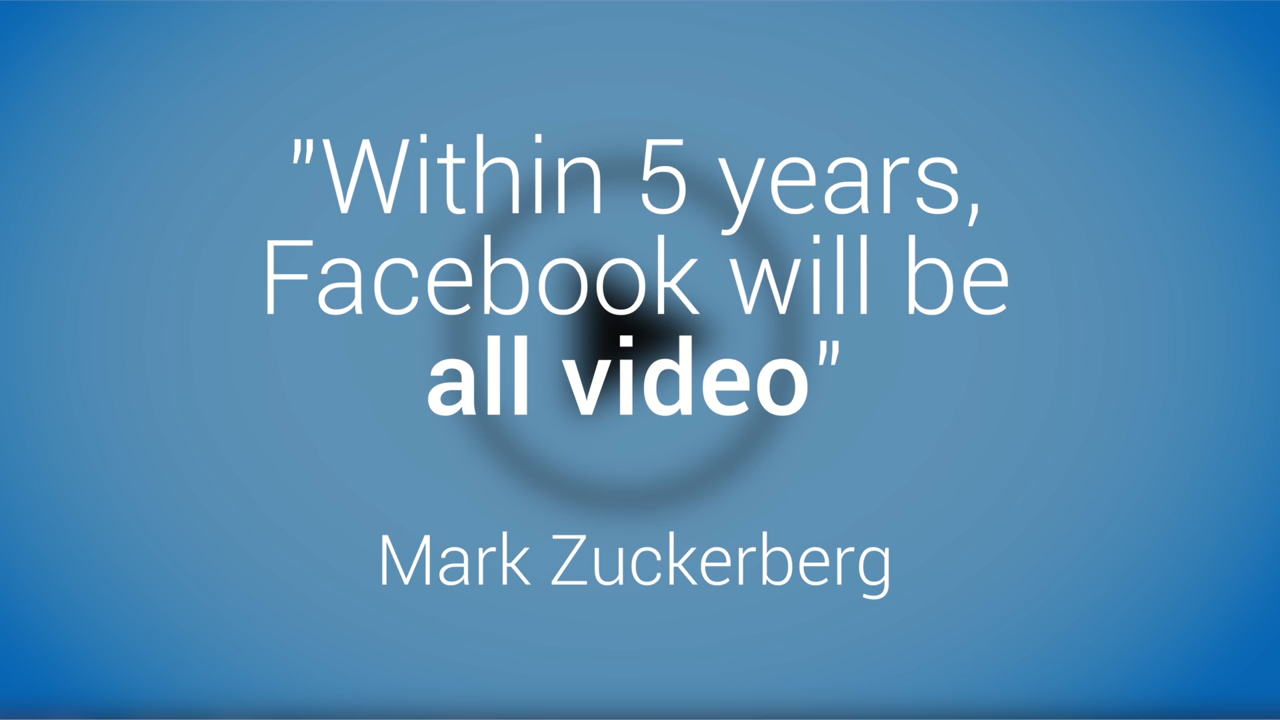 "Within 5 years,
Facebook will be
all video"
Mark Zuckerberg